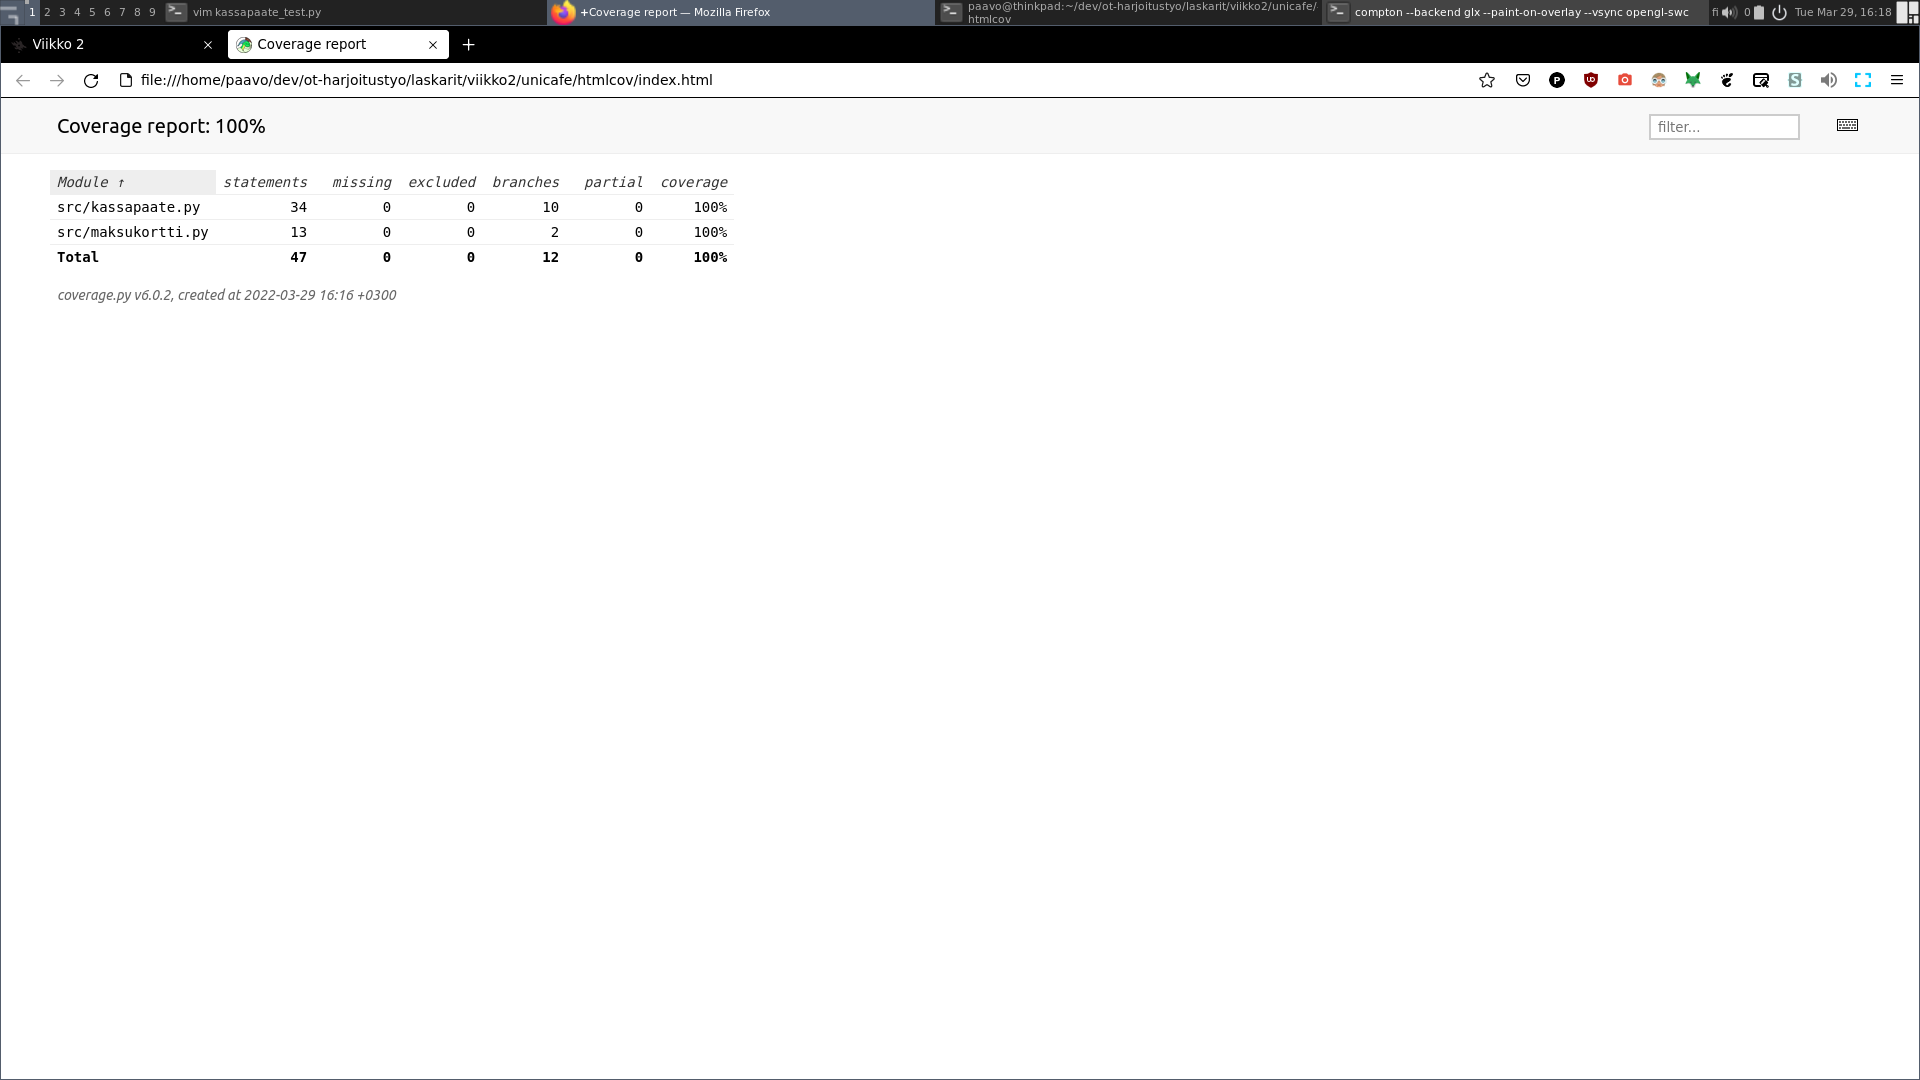 1 2 3 4 5 6 7 8 9 vim kassapaate_test.py +Coverage report — Mozilla Firefox paavo@thinkpad:~/dev/ot-harjoitustyo/laskarit/viikko2/unicafe/ compton --backend glx --paint-on-overlay --vsync opengl-swc fi 0 Tue Mar 29, 16:18
htmlcov
Viikko 2 Coverage report
file:///home/paavo/dev/ot-harjoitustyo/laskarit/viikko2/unicafe/htmlcov/index.html
Coverage report: 100% filter...
Module ↑ statements missing excluded branches partial coverage
src/kassapaate.py 34 0 0 10 0 100%
src/maksukortti.py 13 0 0 2 0 100%
Total 47 0 0 12 0 100%
coverage.py v6.0.2, created at 2022-03-29 16:16 +0300